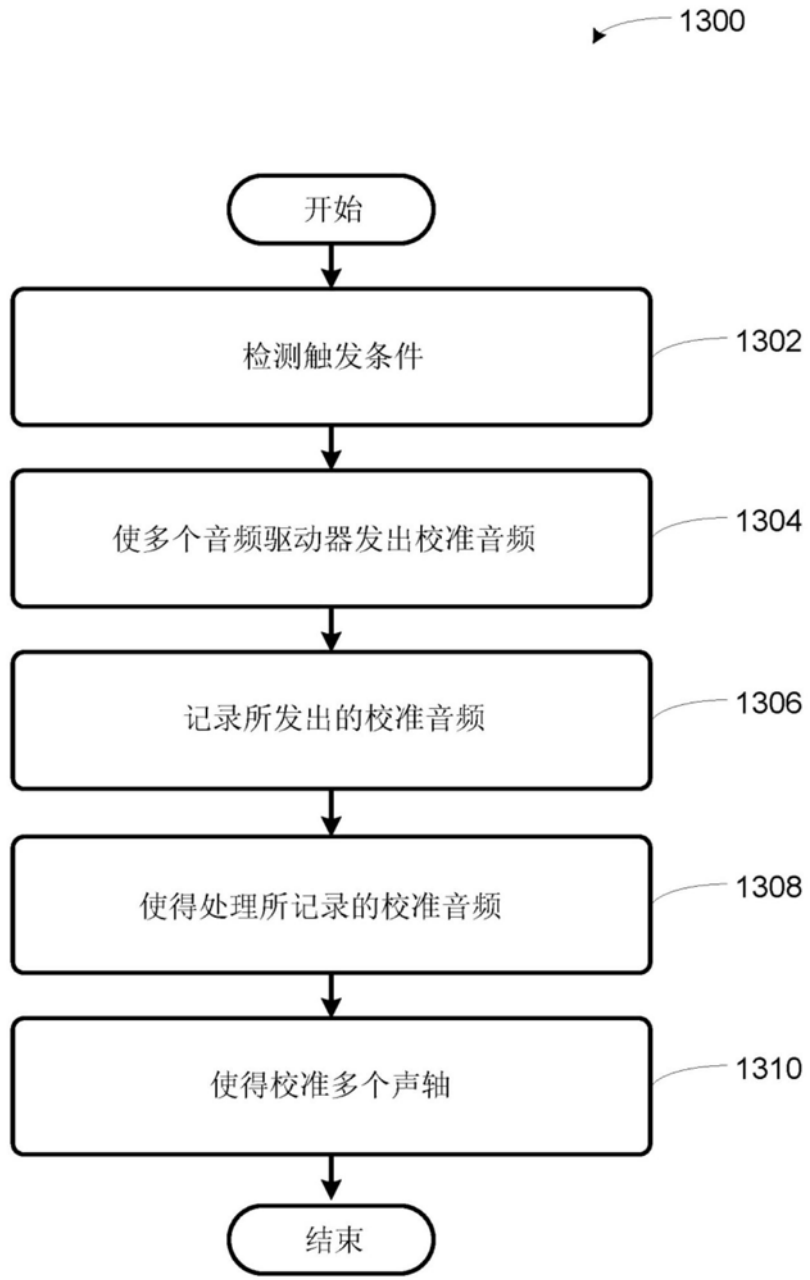 1300
开始
检测触发条件
1302
使多个音频驱动器发出校准音频
1304
记录所发出的校准音频
1306
使得处理所记录的校准音频
1308
使得校准多个声轴
1310
结束